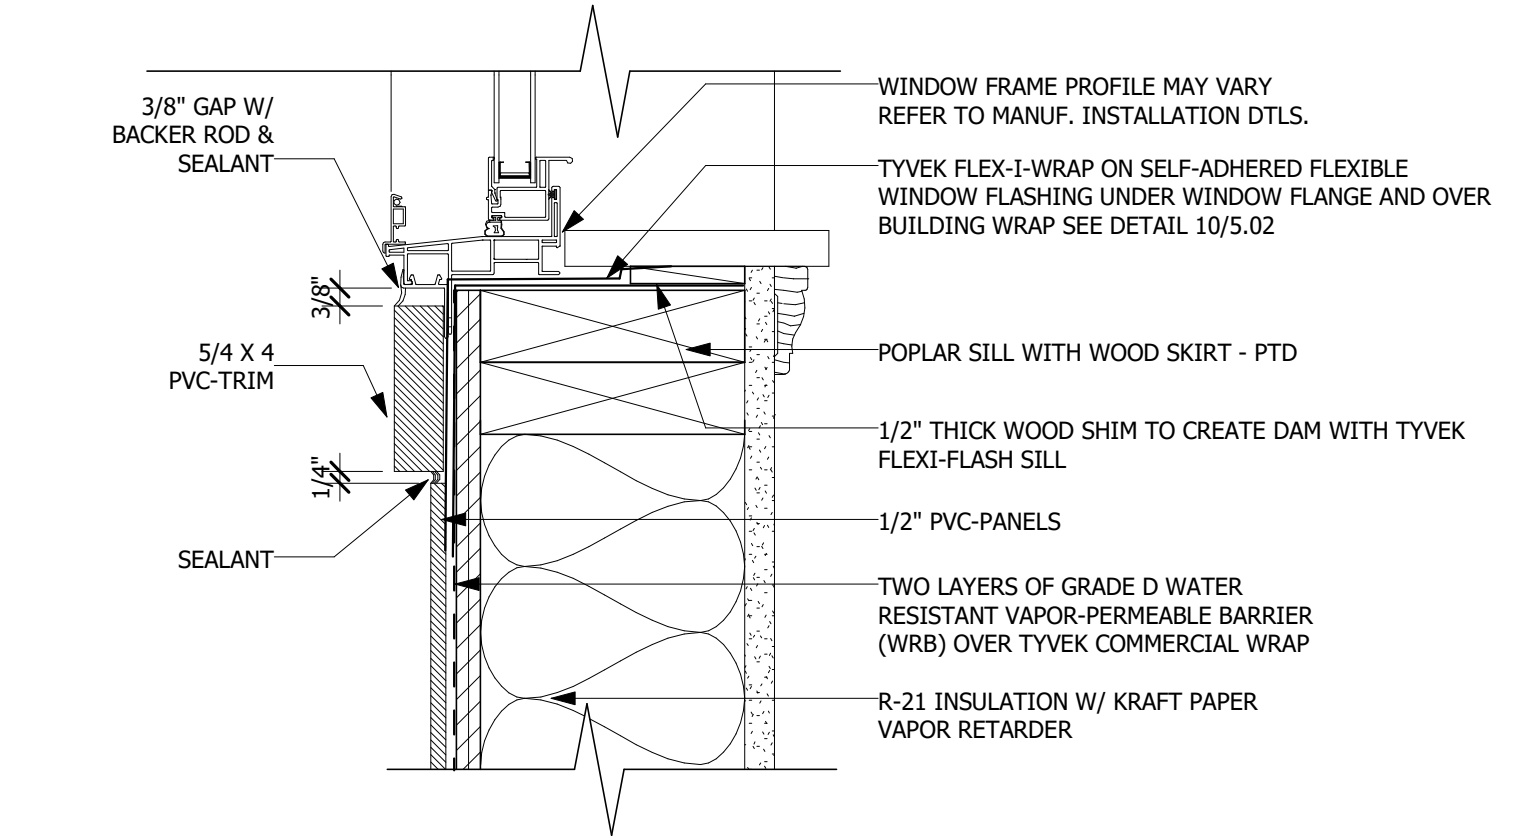 3/8" GAP W/
BACKER ROD &
SEALANT
3/8"
5/4 X 4
PVC-TRIM
1/4"
SEALANT
WINDOW FRAME PROFILE MAY VARY
REFER TO MANUF. INSTALLATION DTLS.
TYVEK FLEX-I-WRAP ON SELF-ADHERED FLEXIBLE
WINDOW FLASHING UNDER WINDOW FLANGE AND OVER
BUILDING WRAP SEE DETAIL 10/5.02
POPLAR SILL WITH WOOD SKIRT - PTD
1/2" THICK WOOD SHIM TO CREATE DAM WITH TYVEK
FLEXI-FLASH SILL
1/2" PVC-PANELS
TWO LAYERS OF GRADE D WATER
RESISTANT VAPOR-PERMEABLE BARRIER
(WRB) OVER TYVEK COMMERCIAL WRAP
R-21 INSULATION W/ KRAFT PAPER
VAPOR RETARDER